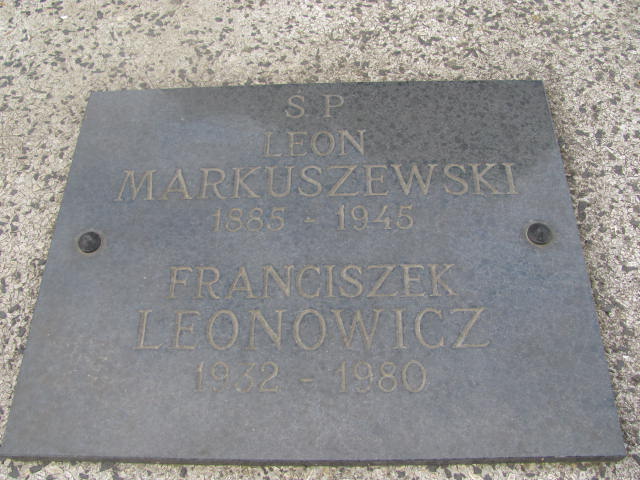 Ś P
LEON
MARKUSZEWSKI
1885 - 1945
FRANCISZEK
LEONOWICZ
1932 - 1980